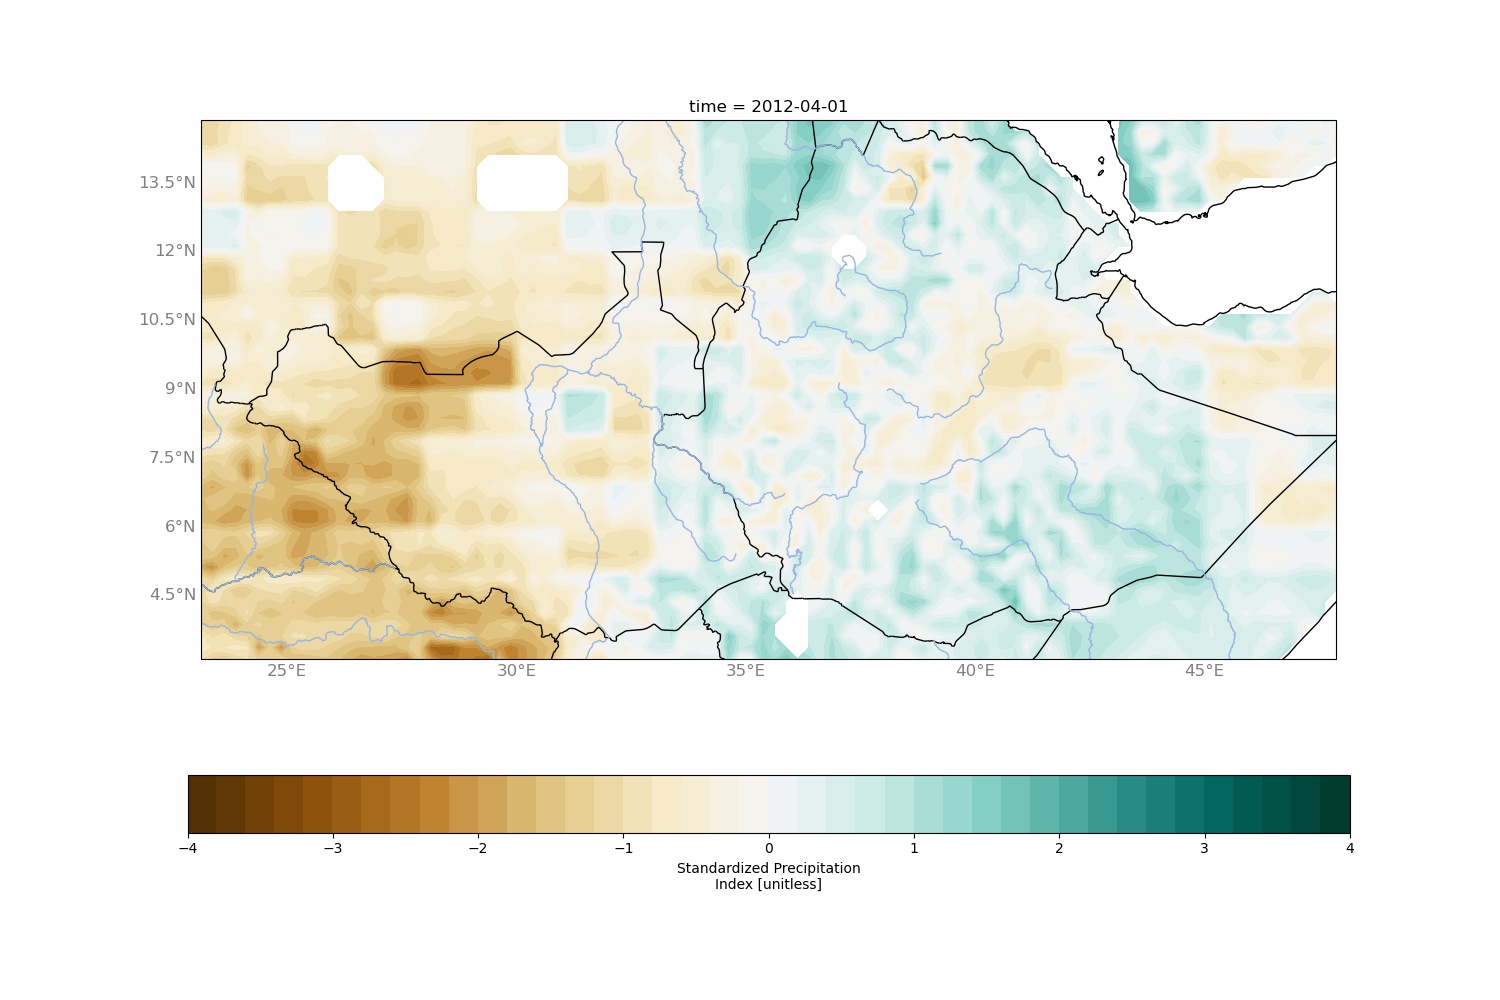 time = 2012-04-01
13.5°N
12°N
10.5°N
9°N
7.5°N
6°N
4.5°N
25°E 30°E 35°E 40°E 45°E
−4 −3 −2 −1 0 1 2 3 4
Standardized Precipitation
Index [unitless]